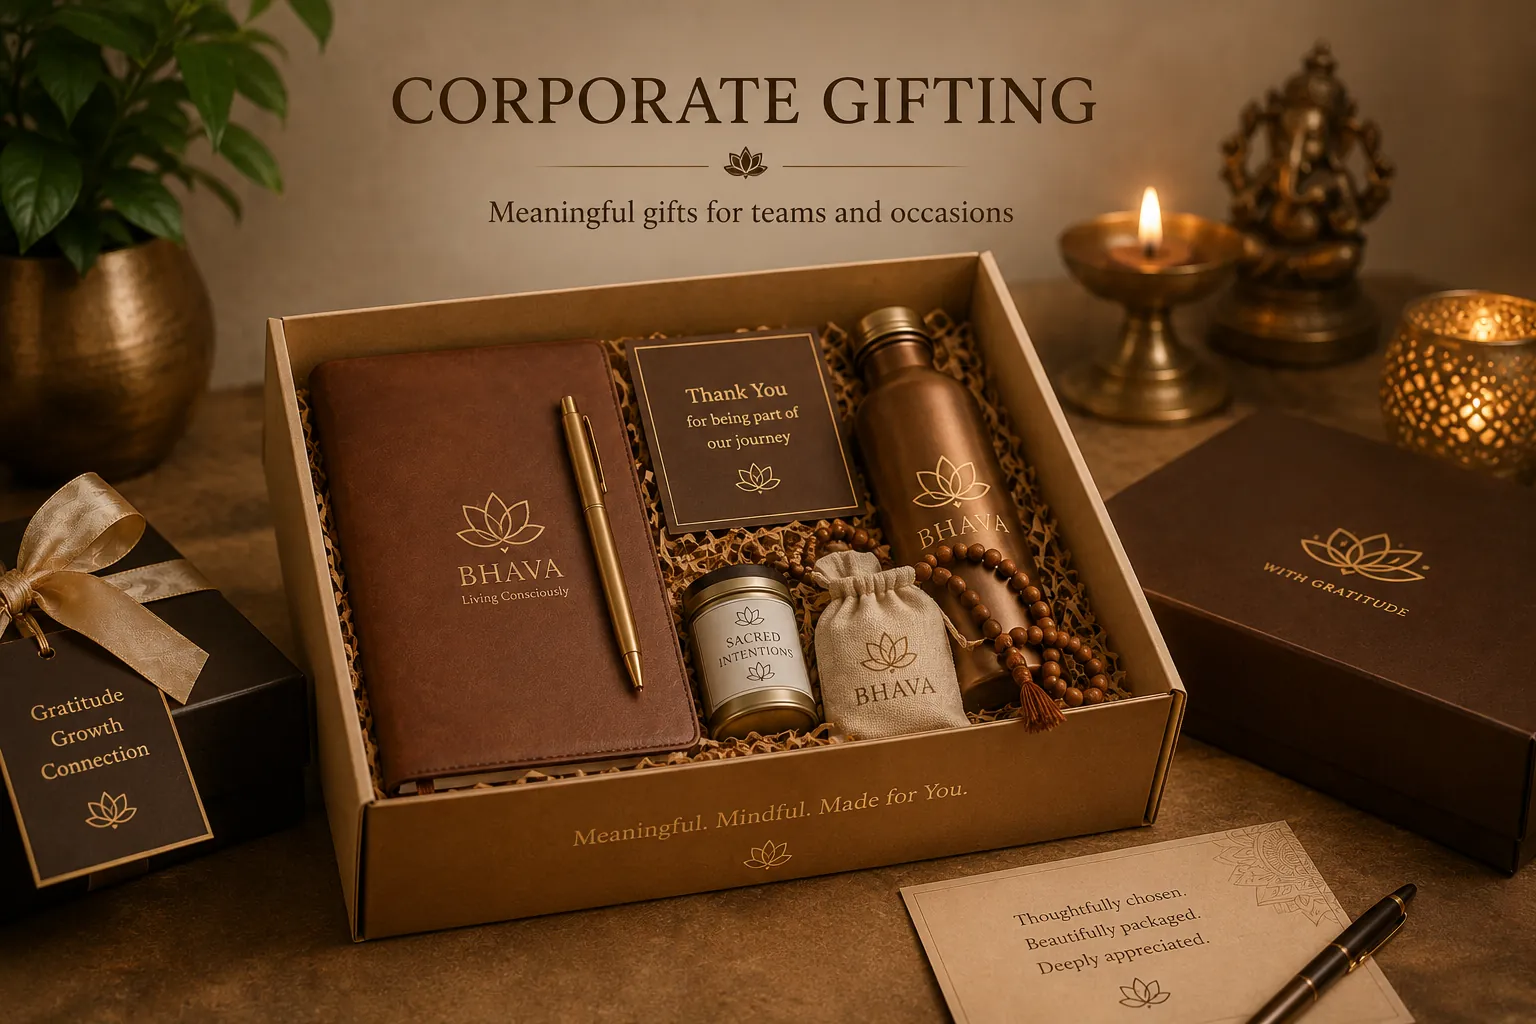 CORPORATE GIFTING
Meaningful gifts for teams and occasions
BHAVA
Living Consciously
Thank You
for being part of
our journey
BHAVA
SACRED
INTENTIONS
BHAVA
Meaningful. Mindful. Made for You.
Gratitude
Growth
Connection
WITH GRATITUDE
Thoughtfully chosen.
Beautifully packaged.
Deeply appreciated.